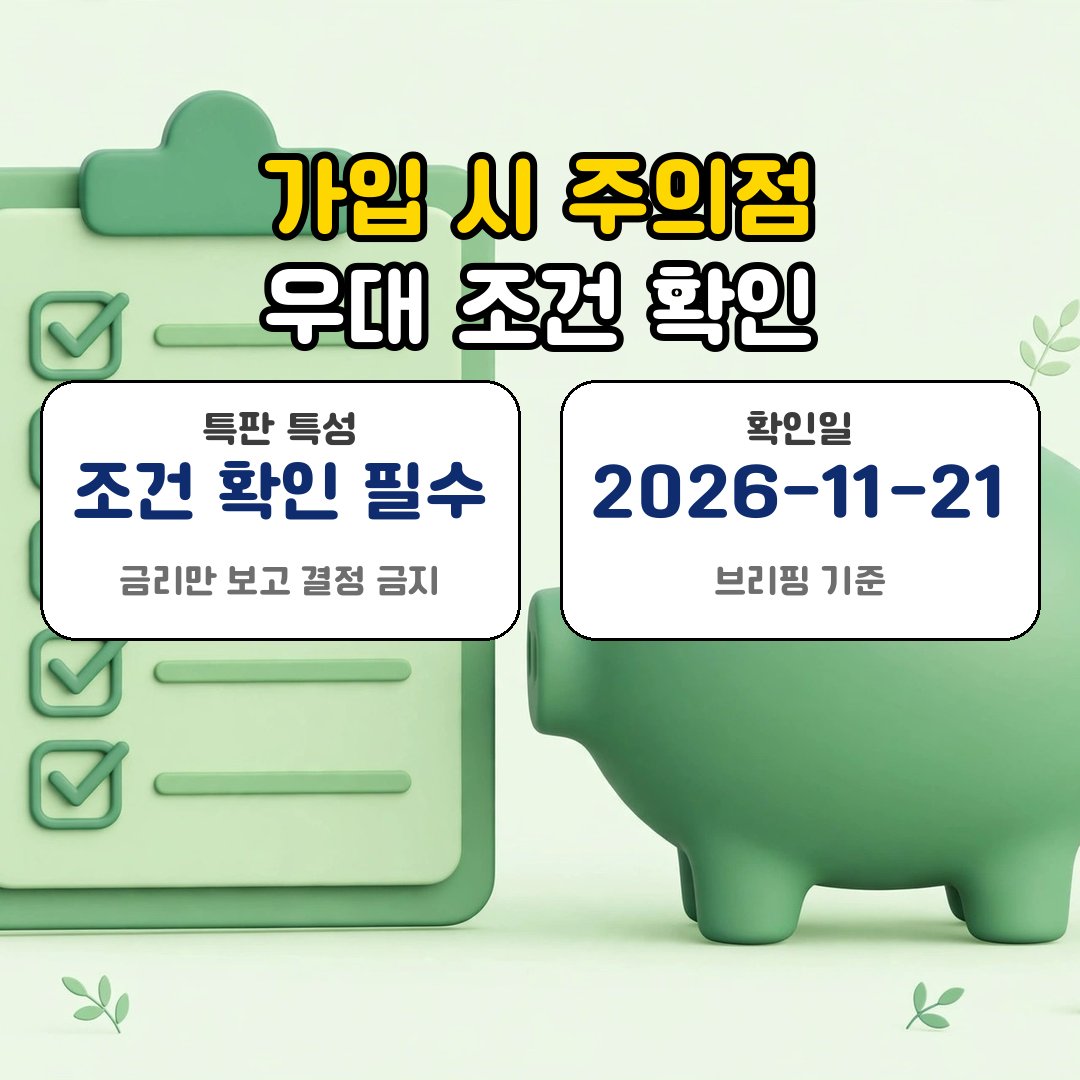 가입 시 주의점
우대 조건 확인
특판 특성
조건 확인 필수
금리만 보고 결정 금지
확인일
2026-11-21
브리핑 기준